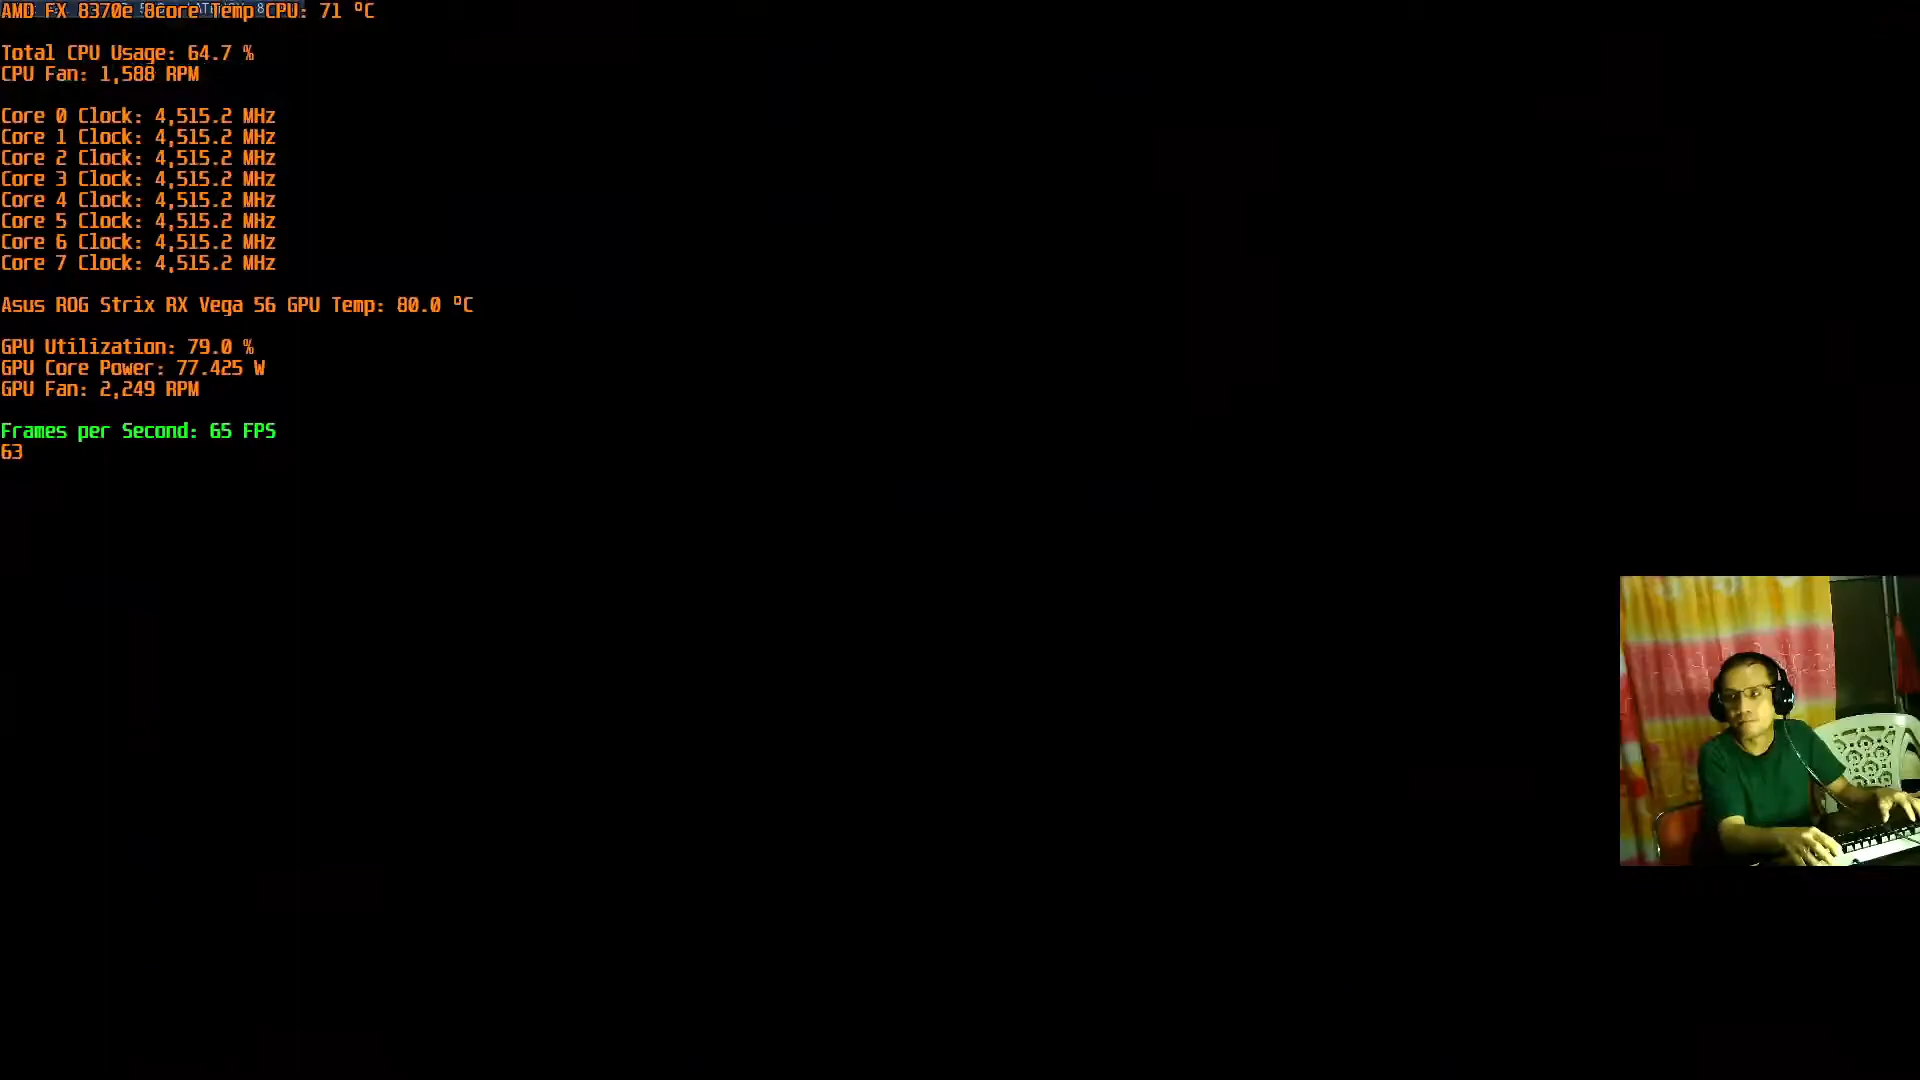 AMD FX 8370e 8core Temp CPU: 71 °C
Total CPU Usage: 64.7 %
CPU Fan: 1,588 RPM
Core 0 Clock: 4,515.2 MHz
Core 1 Clock: 4,515.2 MHz
Core 2 Clock: 4,515.2 MHz
Core 3 Clock: 4,515.2 MHz
Core 4 Clock: 4,515.2 MHz
Core 5 Clock: 4,515.2 MHz
Core 6 Clock: 4,515.2 MHz
Core 7 Clock: 4,515.2 MHz
Asus ROG Strix RX Vega 56 GPU Temp: 80.0 °C
GPU Utilization: 79.0 %
GPU Core Power: 77.425 W
GPU Fan: 2,249 RPM
Frames per Second: 65 FPS
63